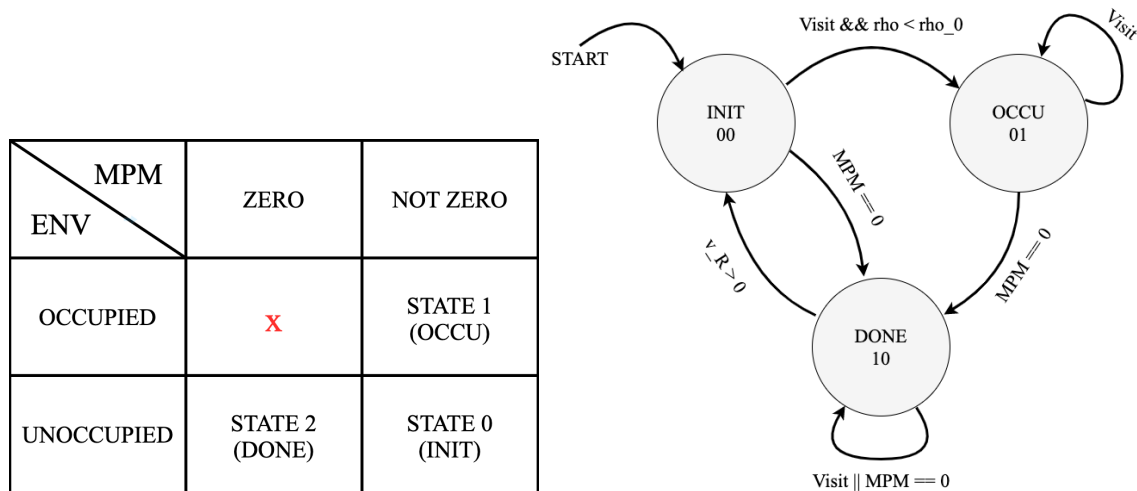 MPM
ENV
ZERO
NOT ZERO
OCCUPIED
X
STATE 1
(OCCU)
UNOCCUPIED
STATE 2
(DONE)
STATE 0
(INIT)
START
Visit && rho < rho_0
Visit
INIT
00
OCCU
01
MPM == 0
v_R > 0
MPM == 0
DONE
10
Visit || MPM == 0